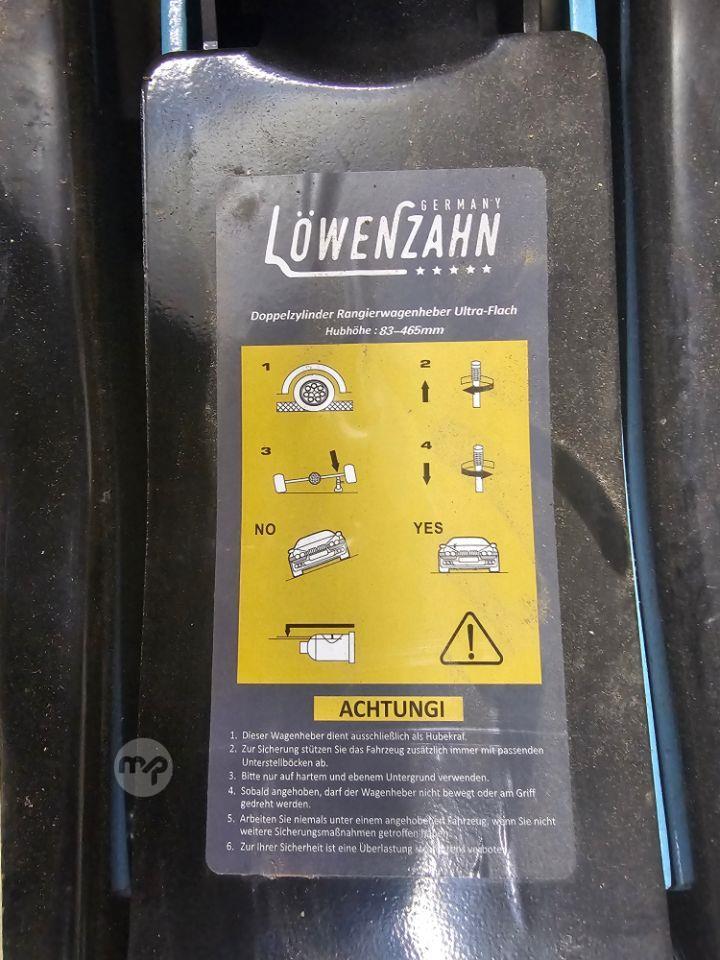 GERMANY
LÖWENZAHN
Doppelzylinder Rangierwagenheber Ultra-Flach
Hubhöhe : 83–465mm
1
2
3
4
NO
YES
ACHTUNG!
1. Dieser Wagenheber dient ausschließlich als Hubekraf.
2. Zur Sicherung stützen Sie das Fahrzeug zusätzlich immer mit passenden
Unterstellböcken ab.
3. Bitte nur auf hartem und ebenem Untergrund verwenden.
4. Sobald angehoben, darf der Wagenheber nicht bewegt oder am Griff
gedreht werden.
5. Arbeiten Sie niemals unter einem angehobenen Fahrzeug, wenn Sie nicht
weitere Sicherungsmaßnahmen getroffen haben.
6. Zur Ihrer Sicherheit ist eine Überlastung verboten
mp